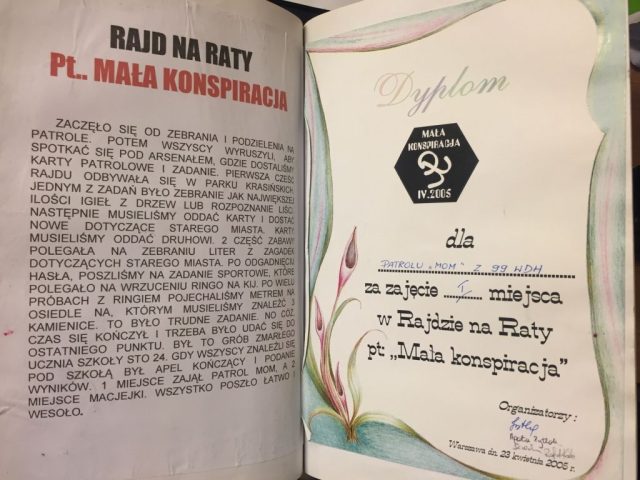 RAJD NA RATY
Pt.. MAŁA KONSPIRACJA
ZACZĘŁO SIĘ OD ZEBRANIA I PODZIELENIA NA
PATROLE. POTEM WSZYSCY WYRUSZYLI, ABY
SPOTKAĆ SIĘ POD ARSENAŁEM, GDZIE DOSTALIŚMY
KARTY PATROLOWE I ZADANIE. PIERWSZA CZĘŚĆ
RAJDU ODBYWAŁA SIĘ W PARKU KRASIŃSKICH
JEDNYM Z ZADAŃ BYŁO ZEBRANIE JAK NAJWIĘKSZEJ
ILOŚCI IGIEŁ Z DRZEW LUB ROZPOZNANIE LIŚCI.
NASTĘPNIE MUSIELIŚMY ODDAĆ KARTY I DOSTAĆ
NOWE DOTYCZĄCE STAREGO MIASTA. KARTY
MUSIELIŚMY ODDAĆ DRUHOWI. 2 CZĘŚĆ ZABAWY
POLEGAŁA NA ZEBRANIU LITER Z ZAGADEK
DOTYCZĄCYCH STAREGO MIASTA. PO ODGADNIĘCI
HASŁA, POSZLIŚMY NA ZADANIE SPORTOWE, KTÓRE
POLEGAŁO NA WRZUCENIU RINGO NA KIJ. PO WIELU
PRÓBACH Z RINGIEM POJECHALIŚMY METREM NA
OSIEDLE NA, KTÓRYM MUSIELIŚMY ZNALEŹĆ 3
KAMIENICE. TO BYŁO TRUDNE ZADANIE. NO CÓŻ,
CZAS SIĘ KOŃCZYŁ I TRZEBA BYŁO UDAĆ SIĘ DO
OSTATNIEGO PUNKTU. BYŁ TO GRÓB ZMARŁEGO
UCZNIA SZKOŁY STO 24. GDY WSZYSCY ZNALEŹLI SIĘ
POD SZKOŁĄ BYŁ APEL KOŃCZĄCY I PODANIE
WYNIKÓW. 1 MIEJSCE ZAJĄŁ PATROL MOM, A 2
MIEJSCE MACJEJKI. WSZYSTKO POSZŁO ŁATWO I
WESOŁO.
Dyplom
MAŁA
KONSPIRACJA
IV.2005
dla
PATROLU „MOM" Z 99 WDH
za zajęcie I miejsca
w Rajdzie na Raty
pt „Mała konspiracja"
Organizatorzy :
Warszawa dn. 23 kwietnia 2005 r.